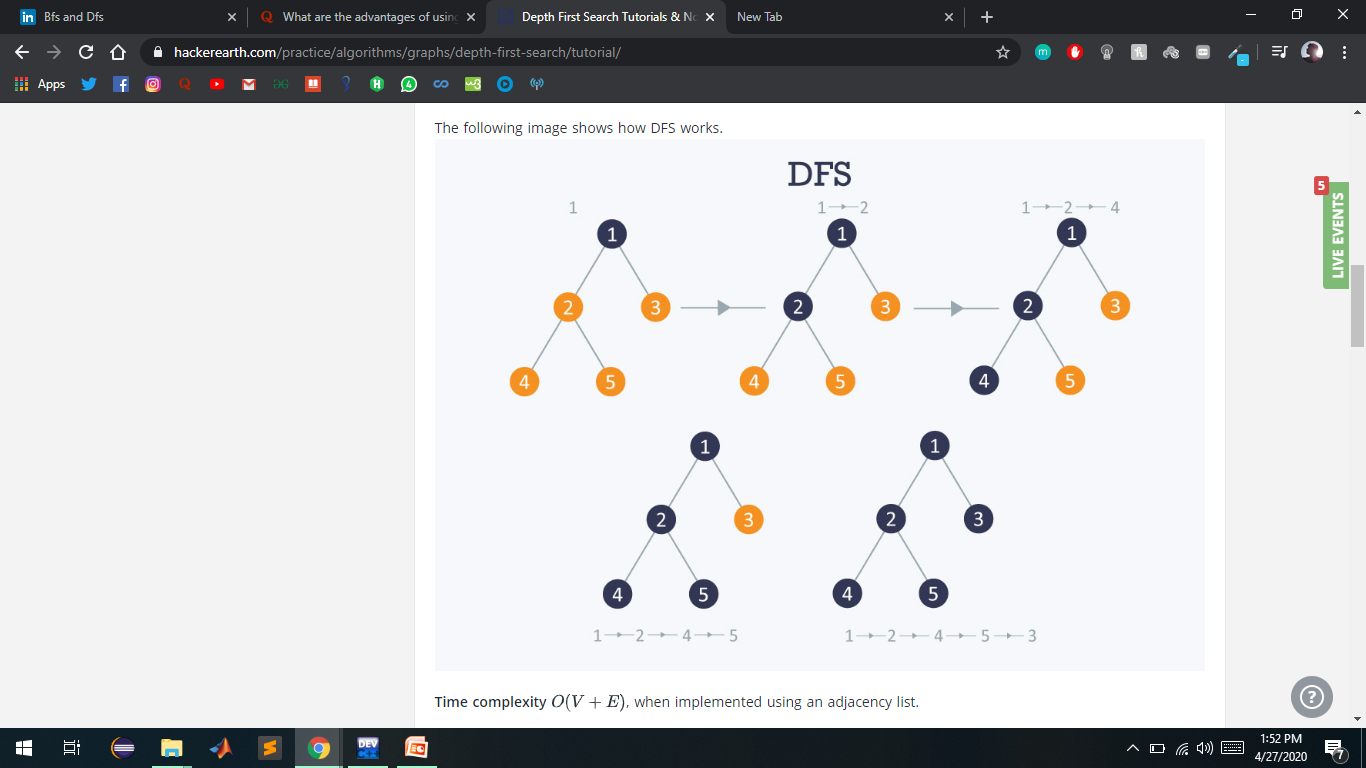 Bfs and Dfs
What are the advantages of using
Depth First Search Tutorials & No
New Tab
hackerearth.com/practice/algorithms/graphs/depth-first-search/tutorial/
Apps
The following image shows how DFS works.
DFS
1
1 2
1 2 4
1
1
1
2 3
2 3
2 3
4 5
4 5
4 5
1
1
2 3
2 3
4 5
4 5
1 2 4 5
1 2 4 5 3
Time complexity O(V + E), when implemented using an adjacency list.
5
LIVE EVENTS
?
DEV
1:52 PM
4/27/2020
7